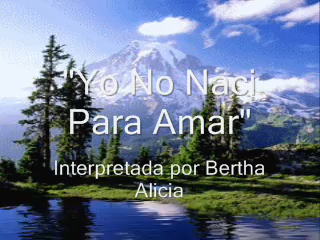 "Yo No Naci
Para Amar"
Interpretada por Bertha
Alicia